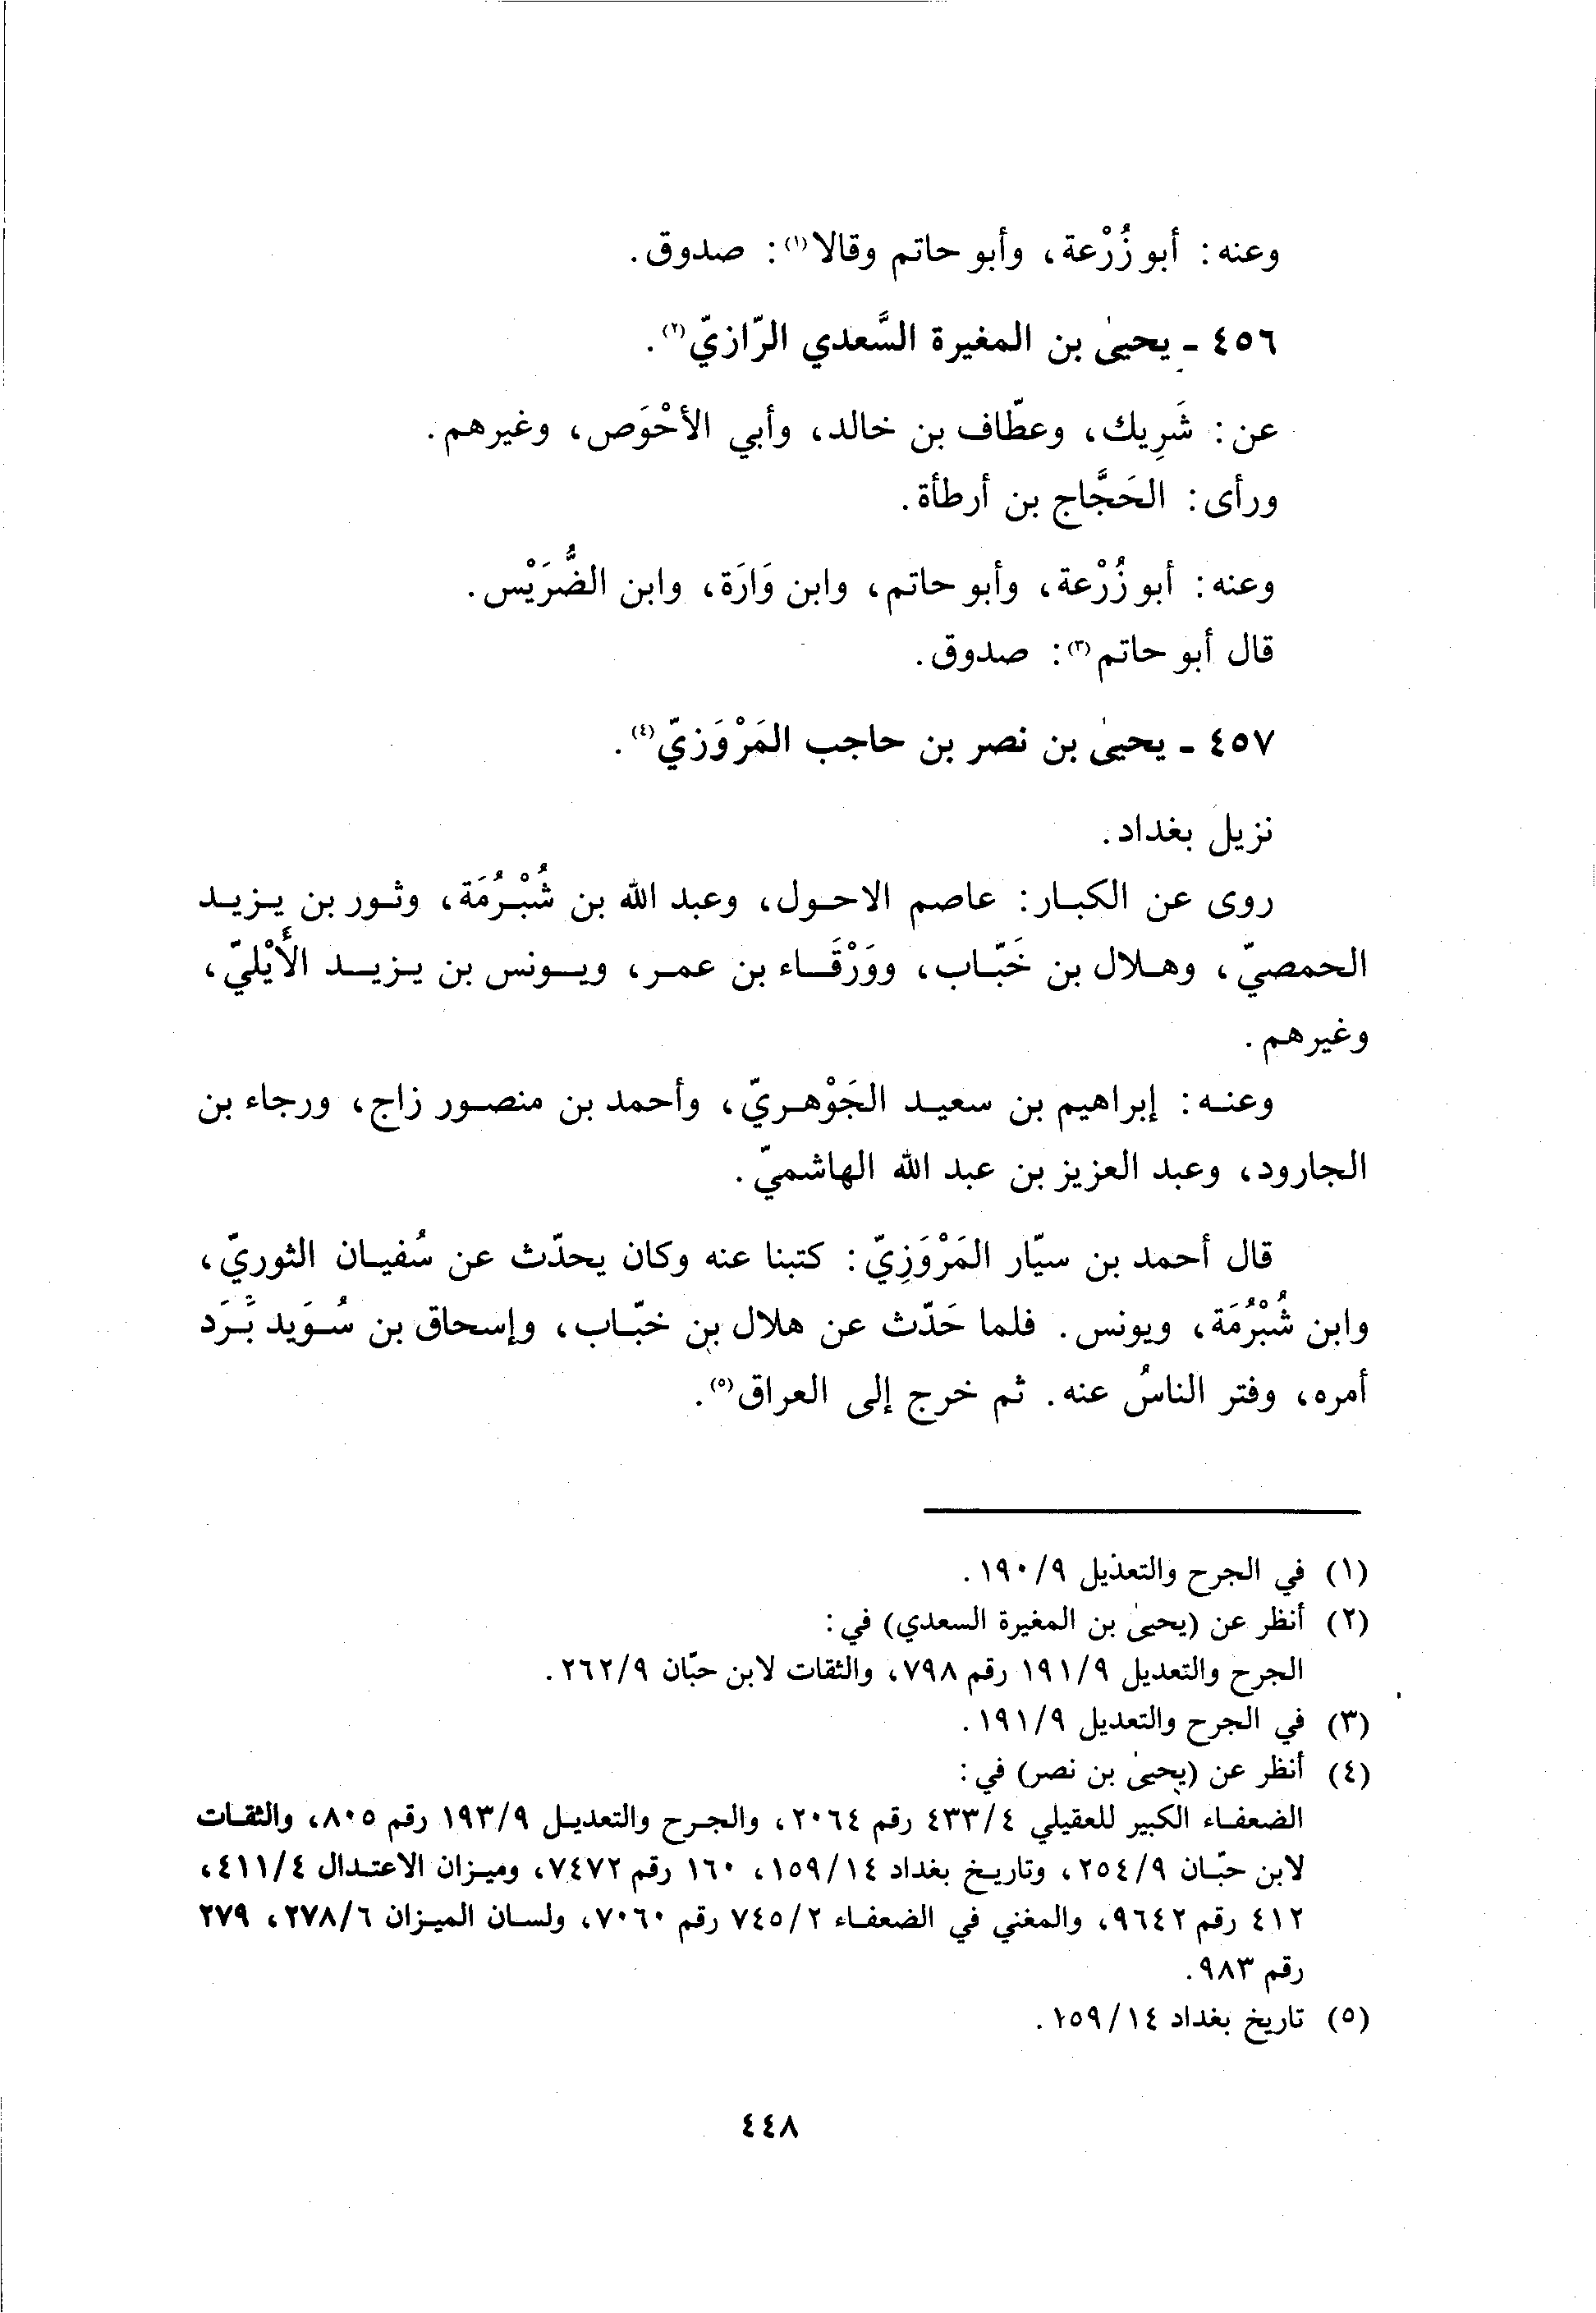 وعنه: أبو زُرْعة، وأبو حاتم وقالا(١): صدوق.
٤٥٦ - يحيىٰ بن المغيرة السَّعدي الرّازيّ(٢).
عن: شَرِيك، وعطّاف بن خالد، وأبي الأحْوَص، وغيرهم.
ورأى: الحَجَّاج بن أرطأة.
وعنه: أبو زُرْعة، وأبو حاتم، وابن وَارَة، وابن الضُّرَيْس.
قال أبو حاتم(٣): صدوق.
٤٥٧ - يحيىٰ بن نصر بن حاجب المَرْوَزيّ(٤).
نزيل بغداد.
روى عن الكبار: عاصم الاحول، وعبد الله بن شُبْرُمَة، وثور بن يزيد
الحمصيّ، وهلال بن خَبّاب، ووَرْقَاء بن عمر، ويونس بن يزيد الأَيْليّ،
وغيرهم.
وعنه: إبراهيم بن سعيد الجَوْهريّ، وأحمد بن منصور زاج، ورجاء بن
الجارود، وعبد العزيز بن عبد الله الهاشميّ.
قال أحمد بن سيّار المَرْوَزِيّ: كتبنا عنه وكان يحدّث عن سُفيان الثوريّ،
وابن شُبْرُمَة، ويونس. فلما حَدّث عن هلال بن خبّاب، وإسحاق بن سُوَيد بَرَد
أمره، وفتر الناسُ عنه. ثم خرج إلى العراق(٥).
(١) في الجرح والتعديل ٩/١٩٠.
(٢) أنظر عن (يحيىٰ بن المغيرة السعدي) في:
الجرح والتعديل ٩/١٩١ رقم ٧٩٨، والثقات لابن حبّان ٩/٢٦٢.
(٣) في الجرح والتعديل ٩/١٩١.
(٤) أنظر عن (يحيىٰ بن نصر) في:
الضعفاء الكبير للعقيلي ٤/٤٣٣ رقم ٢٠٦٤، والجرح والتعديل ٩/١٩٣ رقم ٨٠٥، والثقات
لابن حبّان ٩/٢٥٤، وتاريخ بغداد ١٤/١٥٩، ١٦٠ رقم ٧٤٧٢، وميزان الاعتدال ٤/٤١١،
٤١٢ رقم ٩٦٤٢، والمغني في الضعفاء ٢/٧٤٥ رقم ٧٠٦٠، ولسان الميزان ٦/٢٧٨، ٢٧٩
رقم ٩٨٣.
(٥) تاريخ بغداد ١٤/١٥٩.
٤٤٨